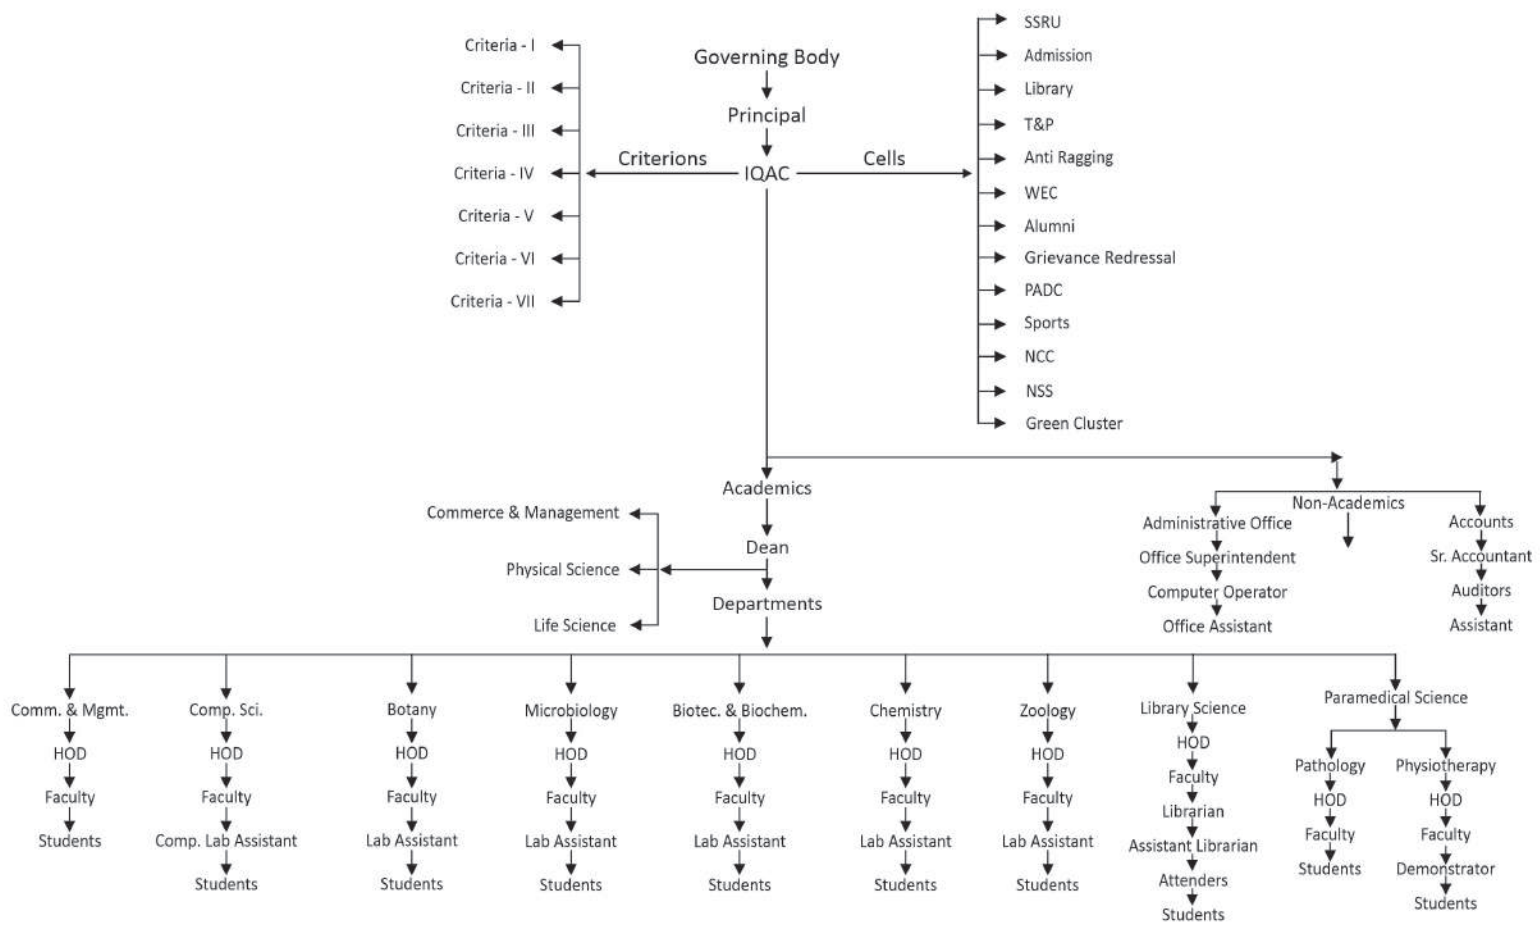 Governing Body
Principal
IQAC
Criterions
Criteria - I
Criteria - II
Criteria - III
Criteria - IV
Criteria - V
Criteria - VI
Criteria - VII
Cells
SSRU
Admission
Library
T&P
Anti Ragging
WEC
Alumni
Grievance Redressal
PADC
Sports
NCC
NSS
Green Cluster
Academics
Dean
Commerce & Management
Physical Science
Life Science
Departments
Non-Academics
Administrative Office
Office Superintendent
Computer Operator
Office Assistant
Accounts
Sr. Accountant
Auditors
Assistant
Comm. & Mgmt.
HOD
Faculty
Students
Comp. Sci.
HOD
Faculty
Comp. Lab Assistant
Students
Botany
HOD
Faculty
Lab Assistant
Students
Microbiology
HOD
Faculty
Lab Assistant
Students
Biotec. & Biochem.
HOD
Faculty
Lab Assistant
Students
Chemistry
HOD
Faculty
Lab Assistant
Students
Zoology
HOD
Faculty
Lab Assistant
Students
Library Science
HOD
Faculty
Librarian
Assistant Librarian
Attenders
Students
Paramedical Science
Pathology
HOD
Faculty
Students
Physiotherapy
HOD
Faculty
Demonstrator
Students